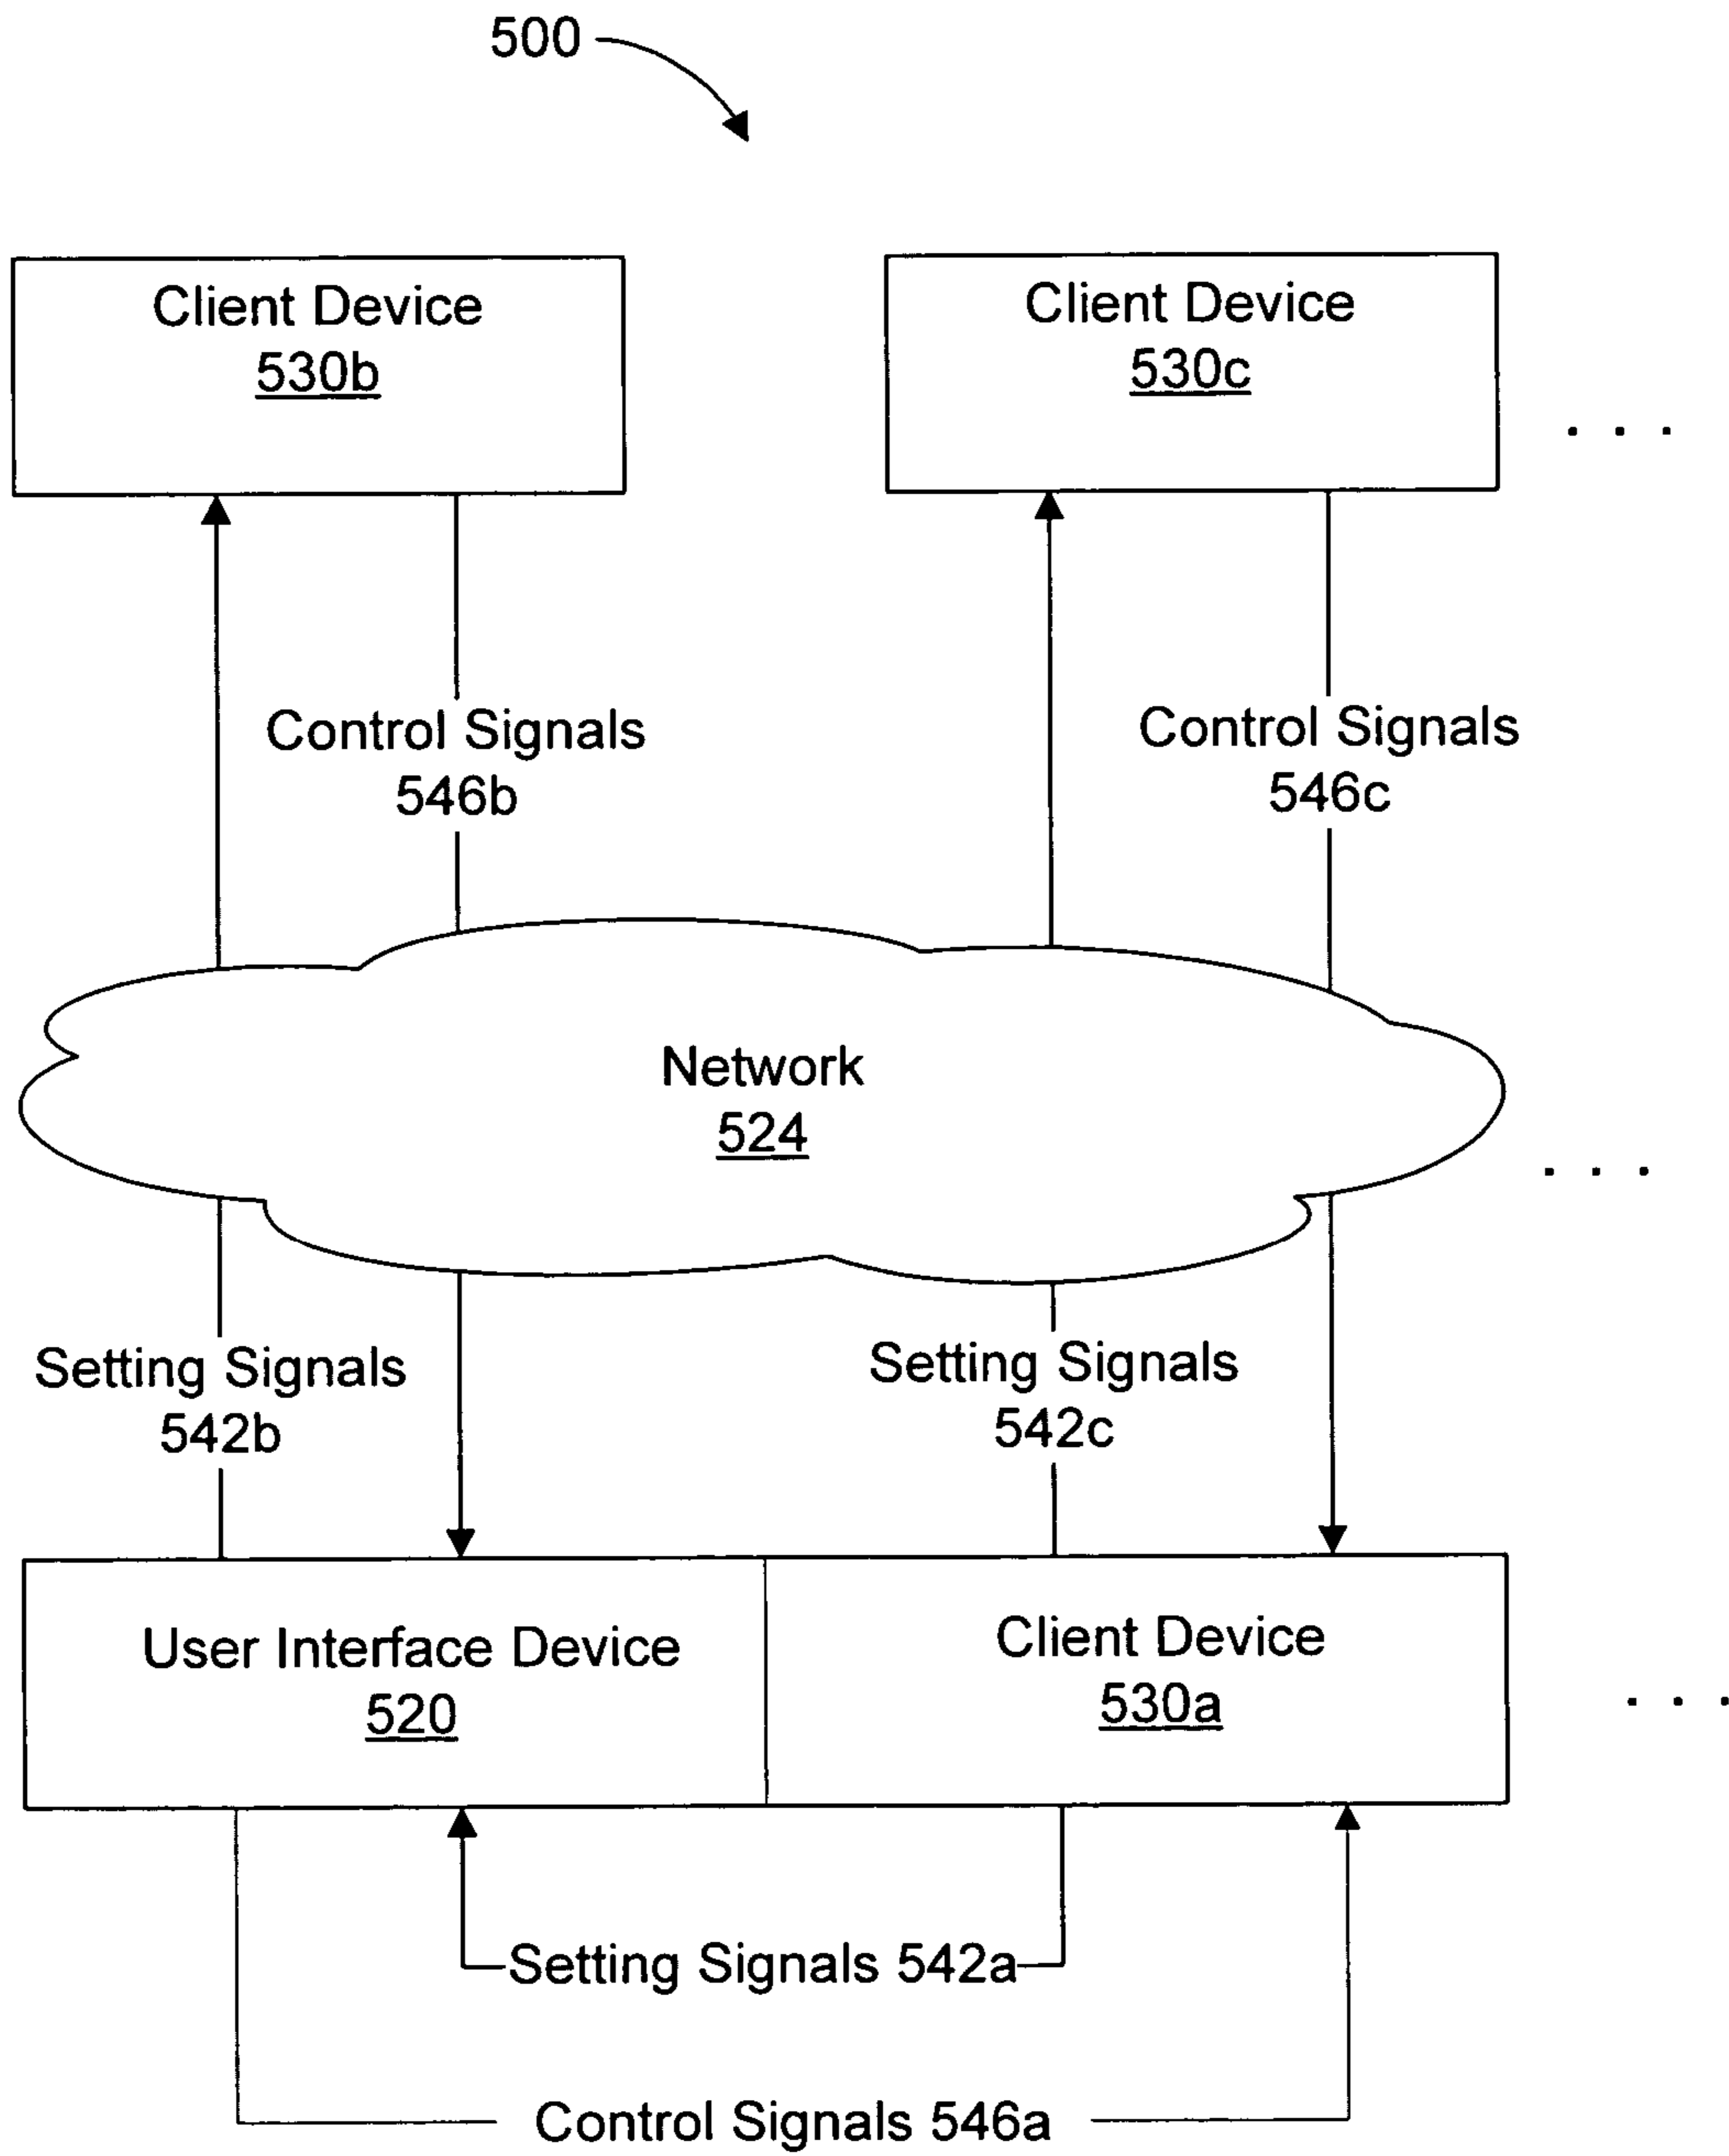 500
Client Device
530b
Client Device
530c
. . .
Control Signals
546b
Control Signals
546c
Network
524
. . .
Setting Signals
542b
Setting Signals
542c
User Interface Device
520
Client Device
530a
. . .
Setting Signals 542a
Control Signals 546a